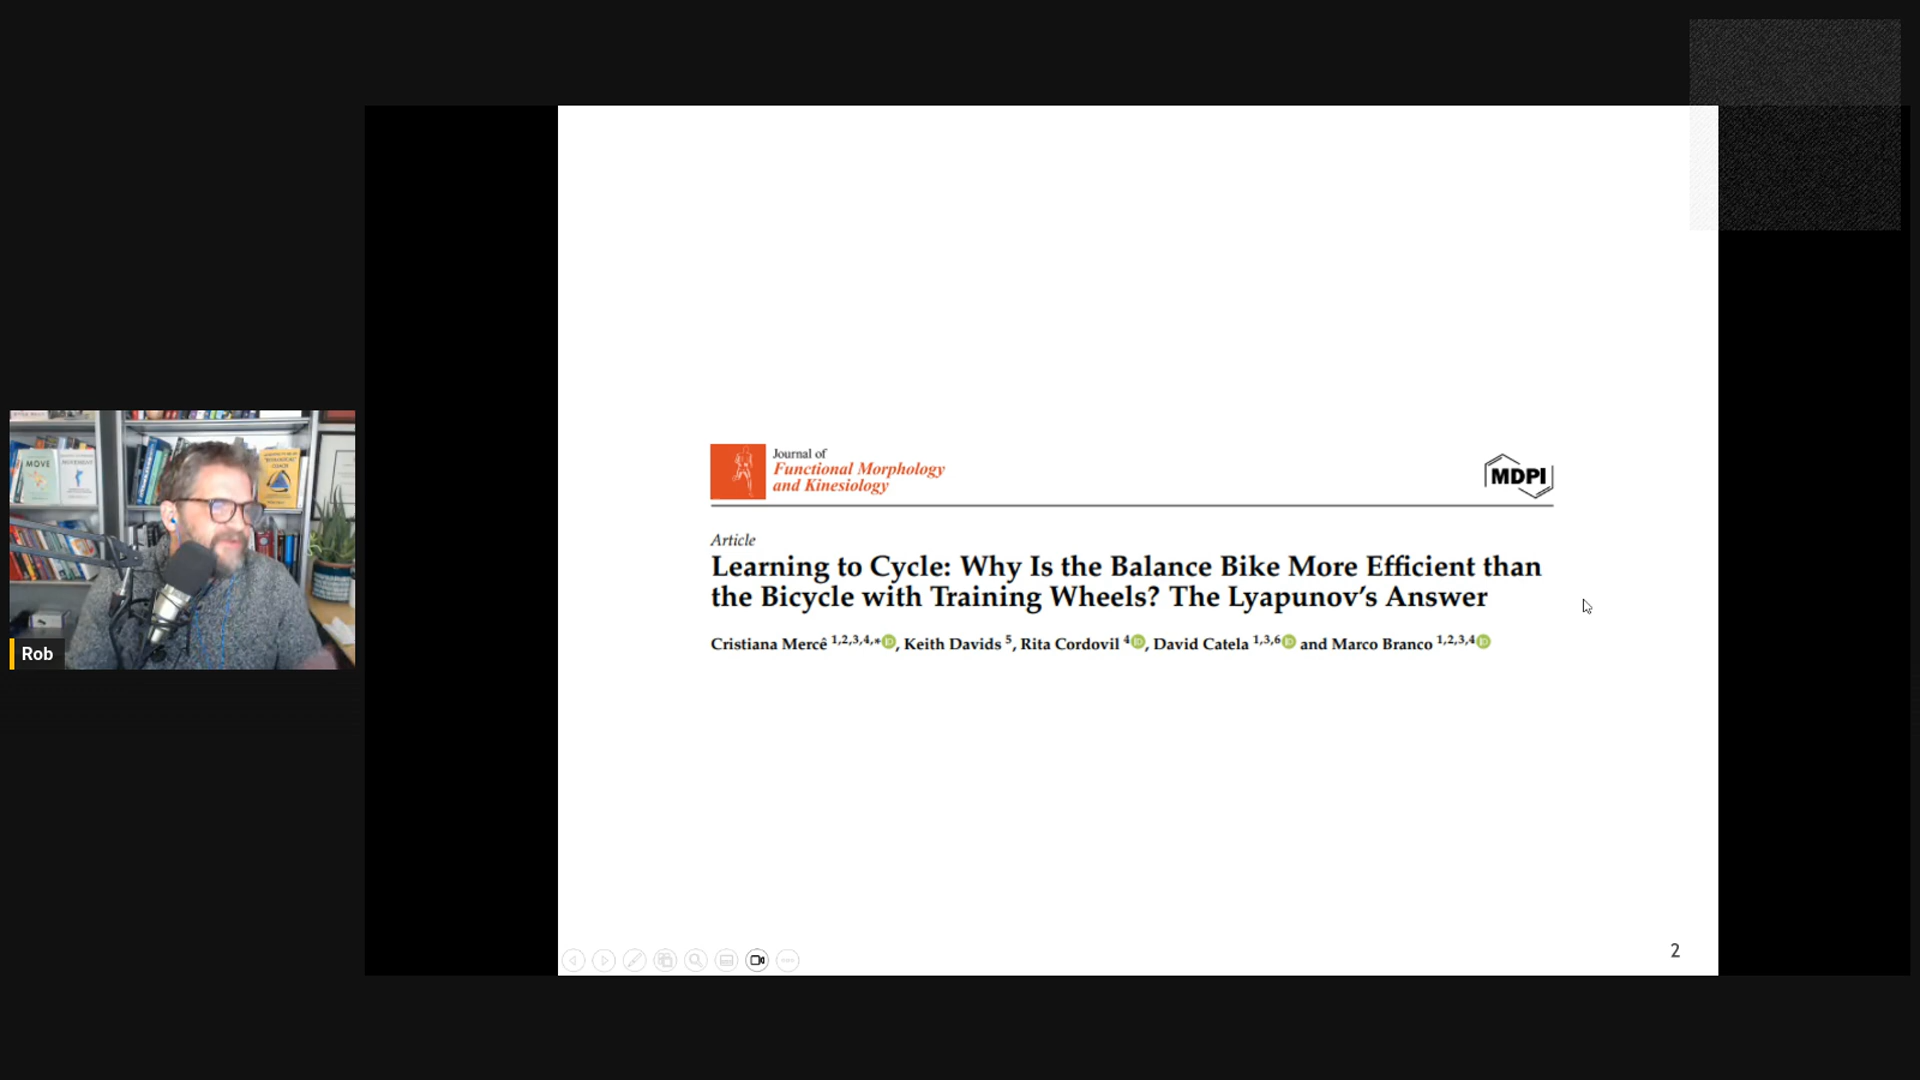 Journal of
Functional Morphology
and Kinesiology
MDPI
Article
Learning to Cycle: Why Is the Balance Bike More Efficient than
the Bicycle with Training Wheels? The Lyapunov's Answer
Cristiana Mercê 1,2,3,4,*, Keith Davids 5, Rita Cordovil 4, David Catela 1,3,6 and Marco Branco 1,2,3,4
MOVE
COACH
Rob
2